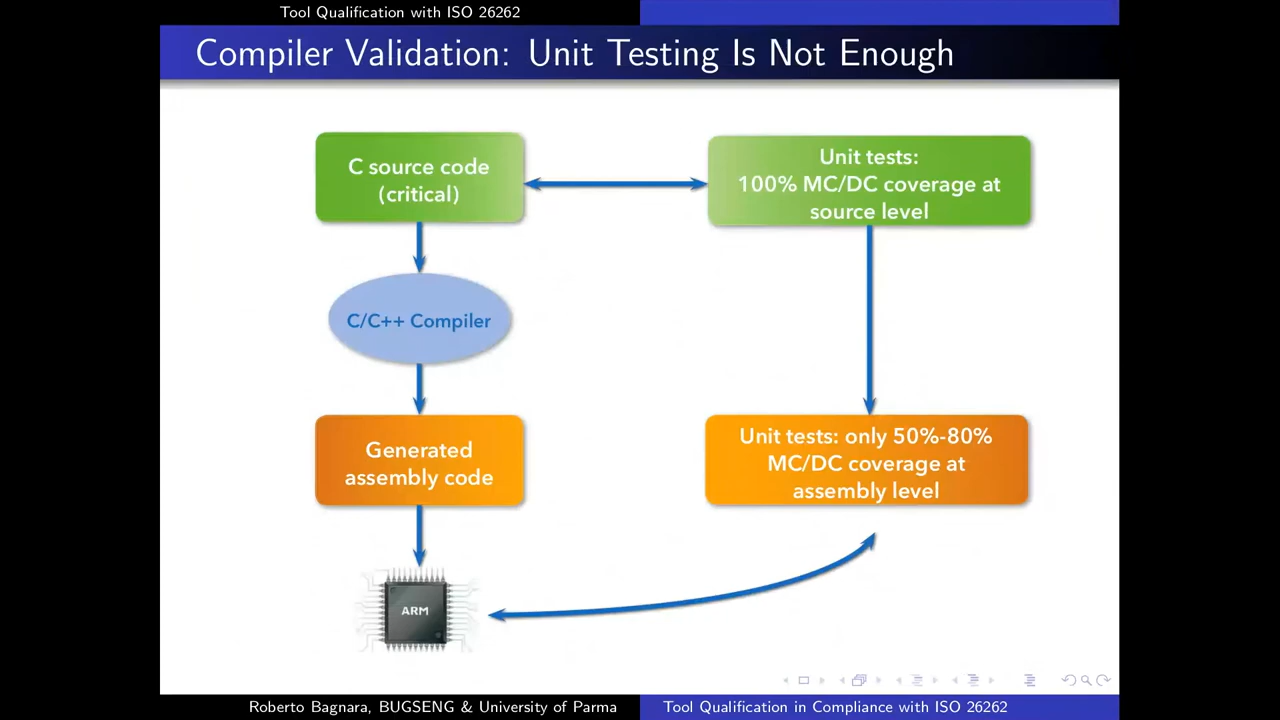 Tool Qualification with ISO 26262
Compiler Validation: Unit Testing Is Not Enough
C source code
(critical)
Unit tests:
100% MC/DC coverage at
source level
C/C++ Compiler
Generated
assembly code
Unit tests: only 50%-80%
MC/DC coverage at
assembly level
ARM
Roberto Bagnara, BUGSENG & University of Parma
Tool Qualification in Compliance with ISO 26262